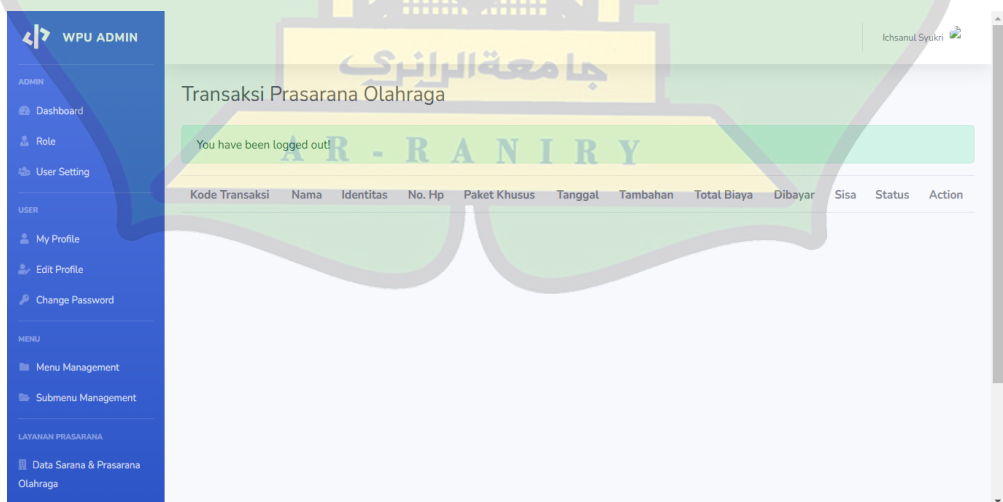 WPU ADMIN
Ichsanul Syukri
ADMIN
Dashboard
Role
User Setting
USER
My Profile
Edit Profile
Change Password
MENU
Menu Management
Submenu Management
LAYANAN PRASARANA
Data Sarana & Prasarana
Olahraga
جامعةالرانري
Transaksi Prasarana Olahraga
You have been logged out!
AR - RANIRY
Kode Transaksi Nama Identitas No. Hp Paket Khusus Tanggal Tambahan Total Biaya Dibayar Sisa Status Action